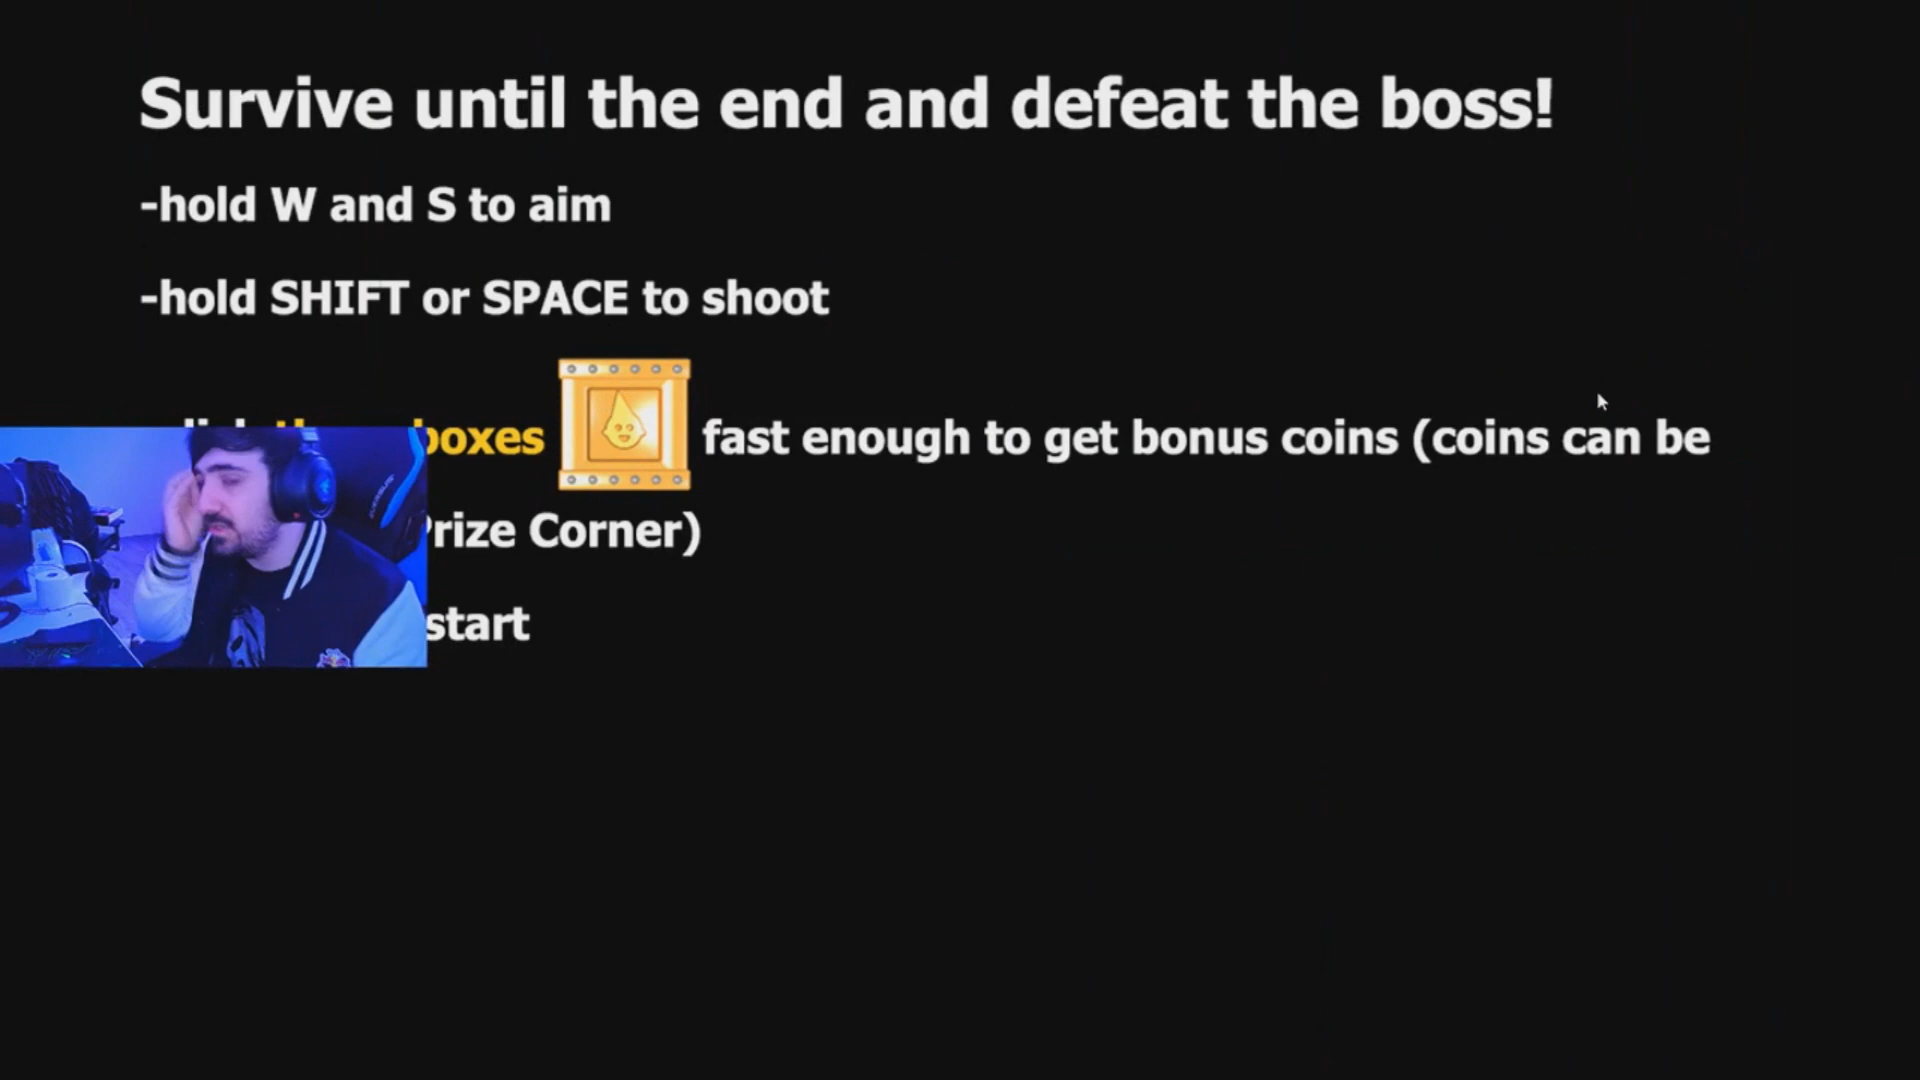 Survive until the end and defeat the boss!
-hold W and S to aim
-hold SHIFT or SPACE to shoot
boxes fast enough to get bonus coins (coins can be
Prize Corner)
start